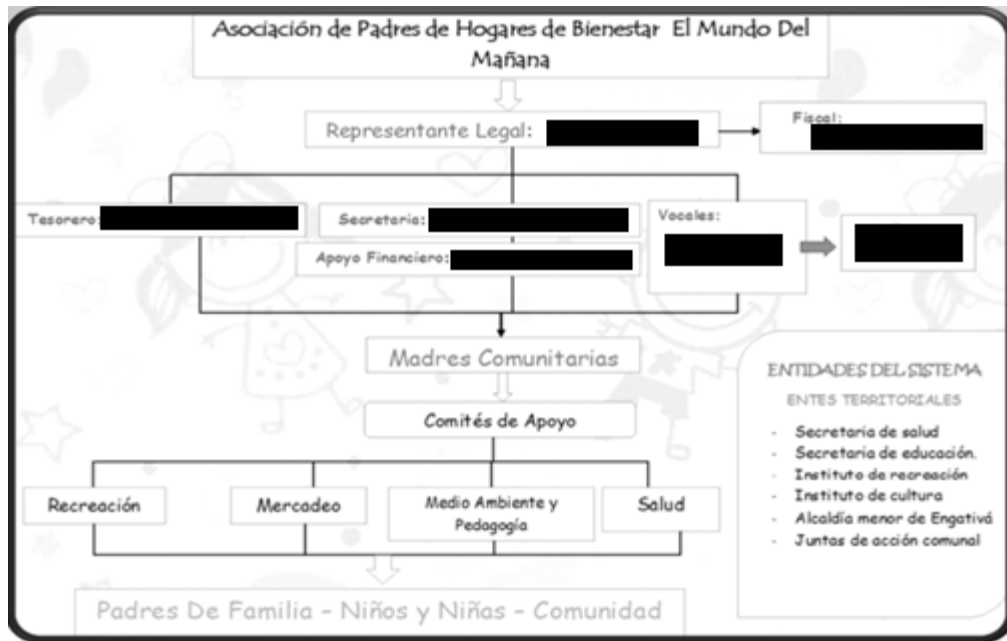 Asociación de Padres de Hogares de Bienestar El Mundo Del
Mañana
Representante Legal:
Fiscal:
Tesorero:
Secretaria:
Vocales:
Apoyo Financiero:
Madres Comunitarias
Comités de Apoyo
Recreación
Mercadeo
Medio Ambiente y
Pedagogía
Salud
Padres De Familia – Niños y Niñas – Comunidad
ENTIDADES DEL SISTEMA
ENTES TERRITORIALES
- Secretaria de salud
- Secretaria de educación.
- Instituto de recreación
- Instituto de cultura
- Alcaldía menor de Engativá
- Juntas de acción comunal